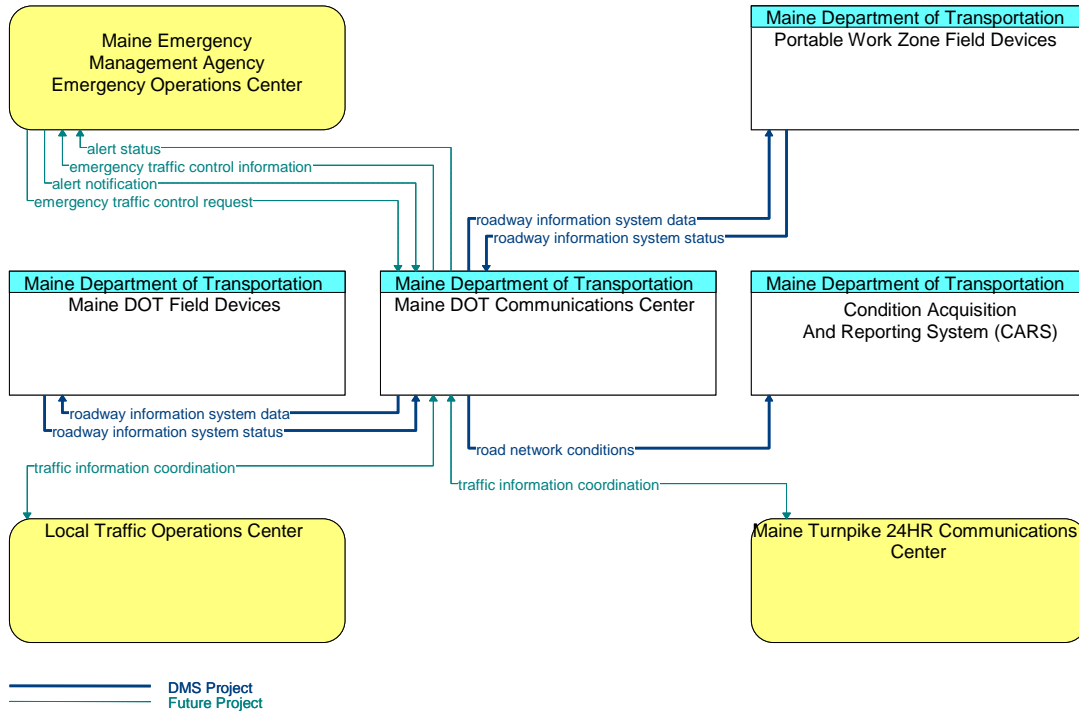 Maine Emergency
Management Agency
Emergency Operations Center
Maine Department of Transportation
Portable Work Zone Field Devices
alert status
emergency traffic control information
alert notification
emergency traffic control request
roadway information system data
roadway information system status
Maine Department of Transportation
Maine DOT Field Devices
Maine Department of Transportation
Maine DOT Communications Center
Maine Department of Transportation
Condition Acquisition
And Reporting System (CARS)
roadway information system data
roadway information system status
road network conditions
traffic information coordination
traffic information coordination
Local Traffic Operations Center
Maine Turnpike 24HR Communications
Center
DMS Project
Future Project